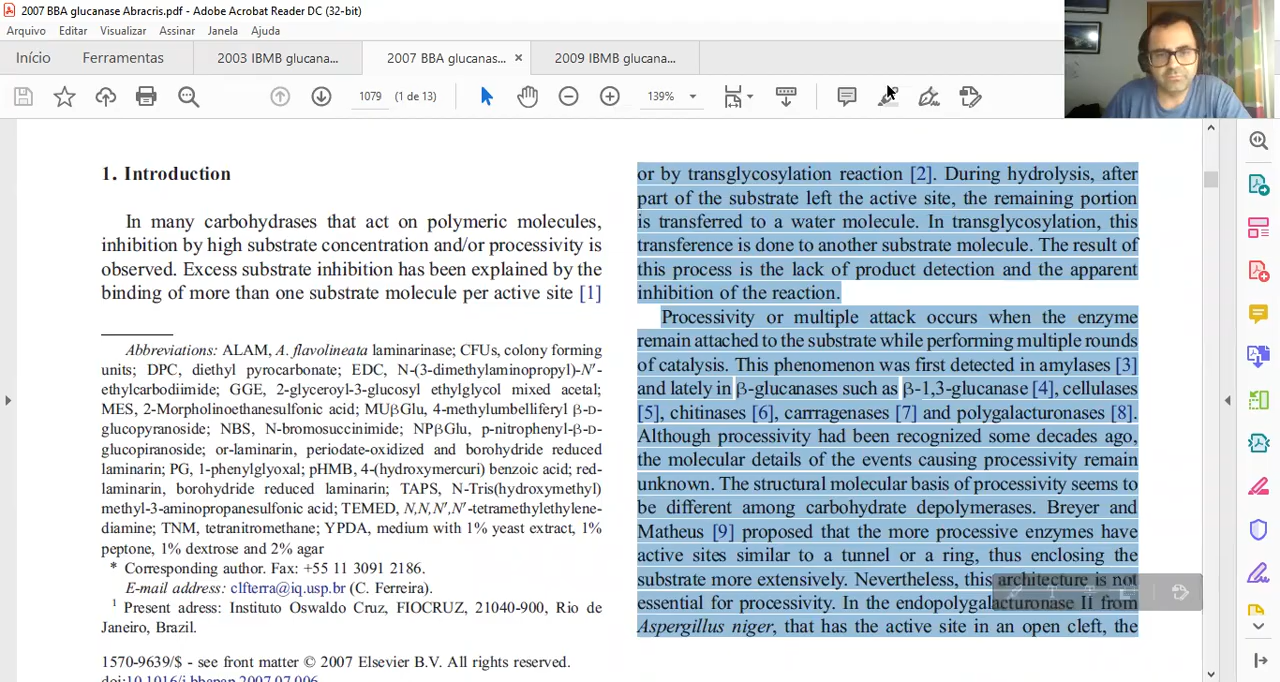 2007 BBA glucanase Abracris.pdf - Adobe Acrobat Reader DC (32-bit)
Arquivo Editar Visualizar Assinar Janela Ajuda
Início Ferramentas 2003 IBMB glucana... 2007 BBA glucanas... × 2009 IBMB glucana...
1079 (1 de 13) 139%
1. Introduction
In many carbohydrases that act on polymeric molecules,
inhibition by high substrate concentration and/or processivity is
observed. Excess substrate inhibition has been explained by the
binding of more than one substrate molecule per active site [1]
Abbreviations: ALAM, A. flavolineata laminarinase; CFUs, colony forming
units; DPC, diethyl pyrocarbonate; EDC, N-(3-dimethylaminopropyl)-N′-
ethylcarbodiimide; GGE, 2-glyceroyl-3-glucosyl ethylglycol mixed acetal;
MES, 2-Morpholinoethanesulfonic acid; MUβGlu, 4-methylumbelliferyl β-D-
glucopyranoside; NBS, N-bromosuccinimide; NPβGlu, p-nitrophenyl-β-D-
glucopiranoside; or-laminarin, periodate-oxidized and borohydride reduced
laminarin; PG, 1-phenylglyoxal; pHMB, 4-(hydroxymercuri) benzoic acid; red-
laminarin, borohydride reduced laminarin; TAPS, N-Tris(hydroxymethyl)
methyl-3-aminopropanesulfonic acid; TEMED, N,N,N′,N′-tetramethylethylene-
diamine; TNM, tetranitromethane; YPDA, medium with 1% yeast extract, 1%
peptone, 1% dextrose and 2% agar
* Corresponding author. Fax: +55 11 3091 2186.
E-mail address: clfterra@iq.usp.br (C. Ferreira).
1 Present adress: Instituto Oswaldo Cruz, FIOCRUZ, 21040-900, Rio de
Janeiro, Brazil.
1570-9639/$ - see front matter © 2007 Elsevier B.V. All rights reserved.
doi:10.1016/j.bbapap.2007.07.006
or by transglycosylation reaction [2]. During hydrolysis, after
part of the substrate left the active site, the remaining portion
is transferred to a water molecule. In transglycosylation, this
transference is done to another substrate molecule. The result of
this process is the lack of product detection and the apparent
inhibition of the reaction.
Processivity or multiple attack occurs when the enzyme
remain attached to the substrate while performing multiple rounds
of catalysis. This phenomenon was first detected in amylases [3]
and lately in β-glucanases such as β-1,3-glucanase [4], cellulases
[5], chitinases [6], carrragenases [7] and polygalacturonases [8].
Although processivity had been recognized some decades ago,
the molecular details of the events causing processivity remain
unknown. The structural molecular basis of processivity seems to
be different among carbohydrate depolymerases. Breyer and
Matheus [9] proposed that the more processive enzymes have
active sites similar to a tunnel or a ring, thus enclosing the
substrate more extensively. Nevertheless, this architecture is not
essential for processivity. In the endopolygalacturonase II from
Aspergillus niger, that has the active site in an open cleft, the